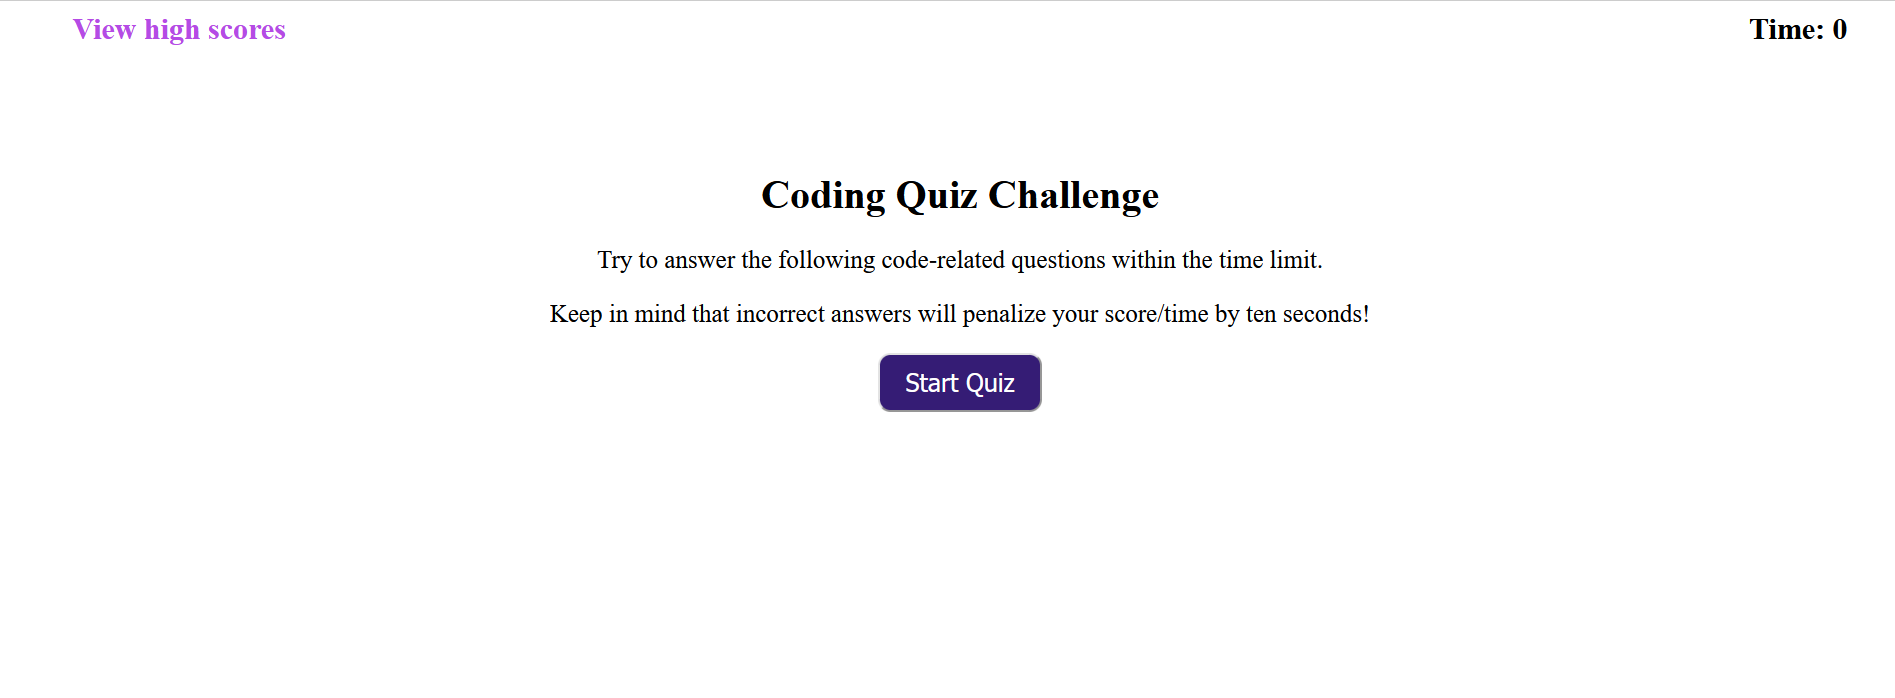 View high scores
Time: 0
Coding Quiz Challenge
Try to answer the following code-related questions within the time limit.
Keep in mind that incorrect answers will penalize your score/time by ten seconds!
Start Quiz